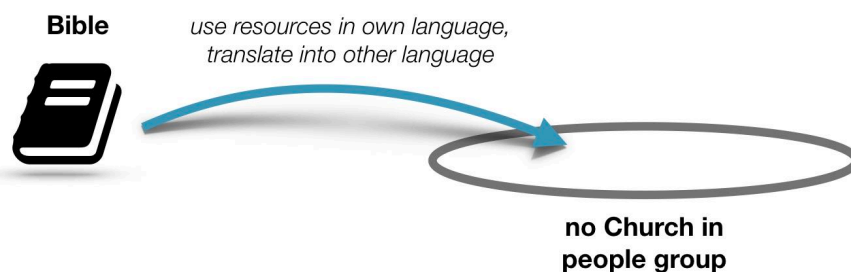 Bible
use resources in own language,
translate into other language
no Church in
people group